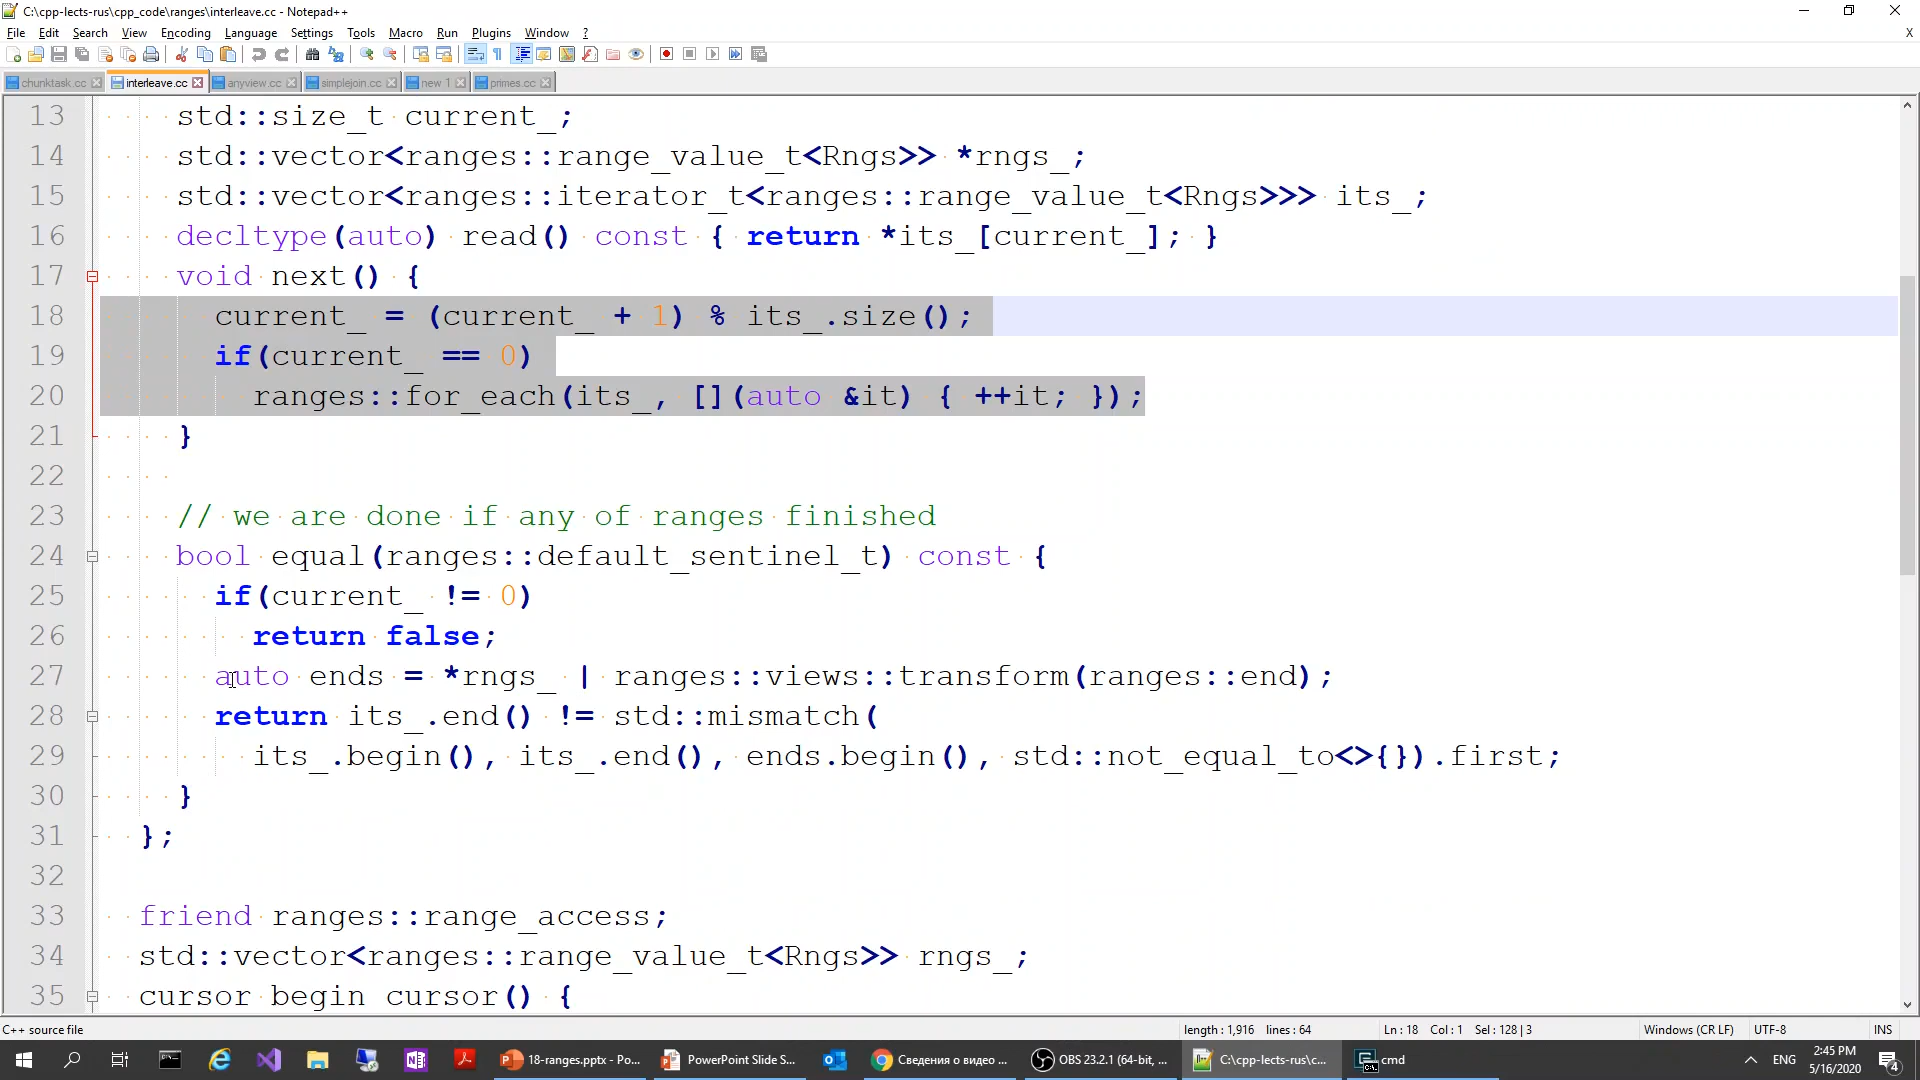 C:\cpp-lects-rus\cpp_code\ranges\interleave.cc - Notepad++
File Edit Search View Encoding Language Settings Tools Macro Run Plugins Window ? X
chunktask.cc interleave.cc anyview.cc simplejoin.cc new 1 primes.cc
13 std::size_t current_;
14 std::vector<ranges::range_value_t<Rngs>> *rngs_;
15 std::vector<ranges::iterator_t<ranges::range_value_t<Rngs>>> its_;
16 decltype(auto) read() const { return *its_[current_]; }
17 void next() {
18 current_ = (current_ + 1) % its_.size();
19 if(current_ == 0)
20 ranges::for_each(its_, [](auto &it) { ++it; });
21 }
22
23 // we are done if any of ranges finished
24 bool equal(ranges::default_sentinel_t) const {
25 if(current_ != 0)
26 return false;
27 auto ends = *rngs_ | ranges::views::transform(ranges::end);
28 return its_.end() != std::mismatch(
29 its_.begin(), its_.end(), ends.begin(), std::not_equal_to<>{}).first;
30 }
31 };
32
33 friend ranges::range_access;
34 std::vector<ranges::range_value_t<Rngs>> rngs_;
35 cursor begin_cursor() {
C++ source file length : 1,916 lines : 64 Ln : 18 Col : 1 Sel : 128 | 3 Windows (CR LF) UTF-8 INS
18-ranges.pptx - Po... PowerPoint Slide S... Сведения о видео ... OBS 23.2.1 (64-bit, ... C:\cpp-lects-rus\c... cmd ENG 2:45 PM
5/16/2020 4